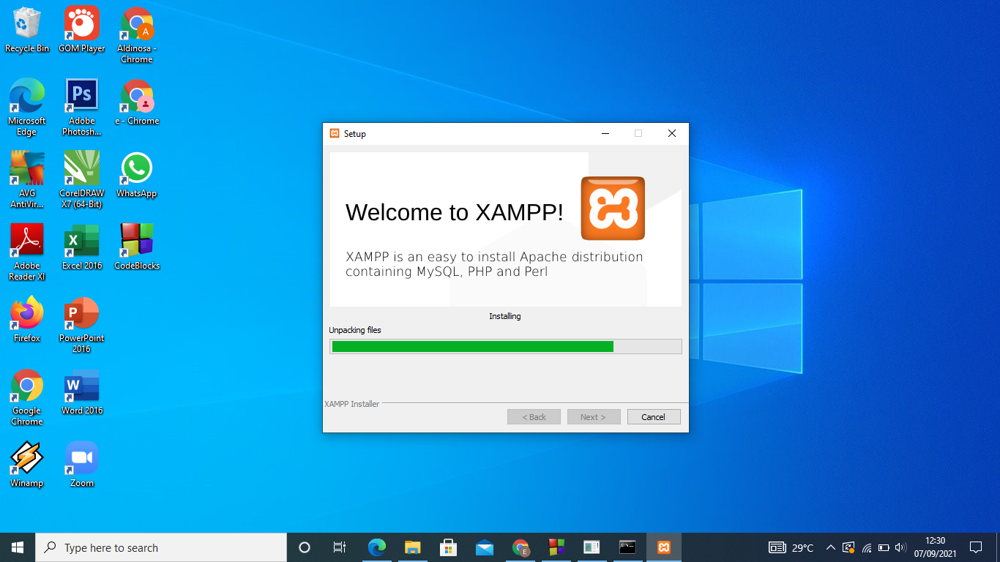 Recycle Bin
GOM Player
Aldinosa -
Chrome
A
Microsoft
Edge
Ps
Adobe
Photosh...
e - Chrome
AVG
AntiVir...
CorelDRAW
X7 (64-Bit)
WhatsApp
Adobe
Reader XI
X
Excel 2016
CodeBlocks
Firefox
P
PowerPoint
2016
Google
Chrome
W
Word 2016
Winamp
Zoom
Setup
Welcome to XAMPP!
XAMPP is an easy to install Apache distribution
containing MySQL, PHP and Perl
Installing
Unpacking files
XAMPP Installer
< Back
Next >
Cancel
Type here to search
E
29°C
12:30
07/09/2021